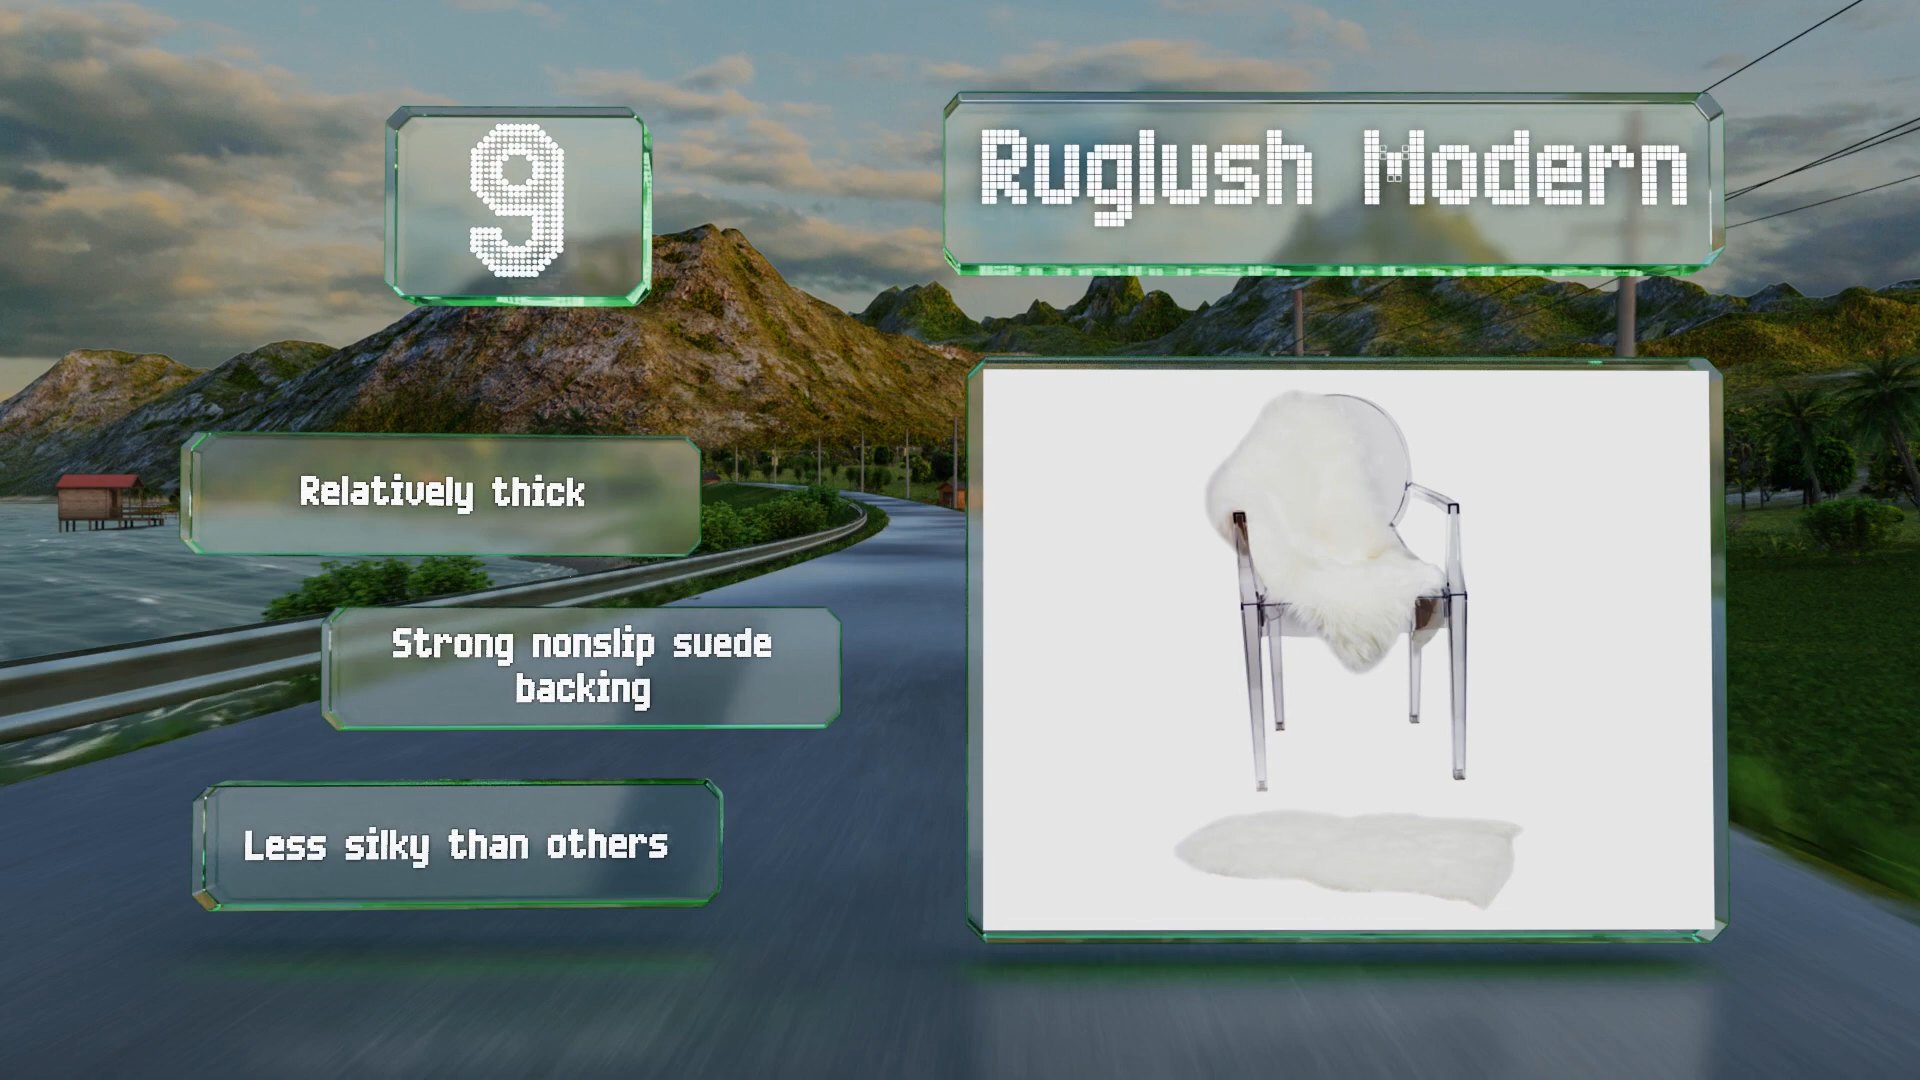 9
Ruglush Modern
Relatively thick
Strong nonslip suede
backing
Less silky than others